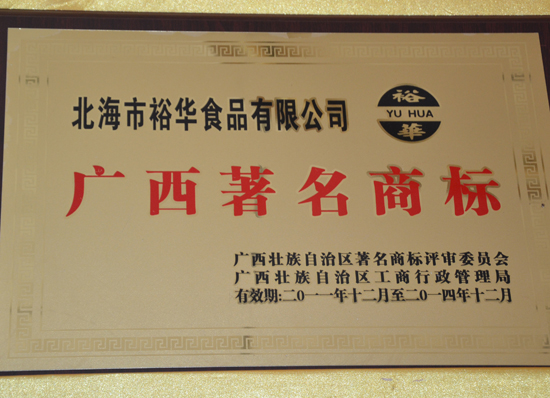 北海市裕华食品有限公司
裕
YU HUA
華
广西著名商标
广西壮族自治区著名商标评审委员会
广西壮族自治区工商行政管理局
有效期:二〇一一年十二月至二〇一四年十二月